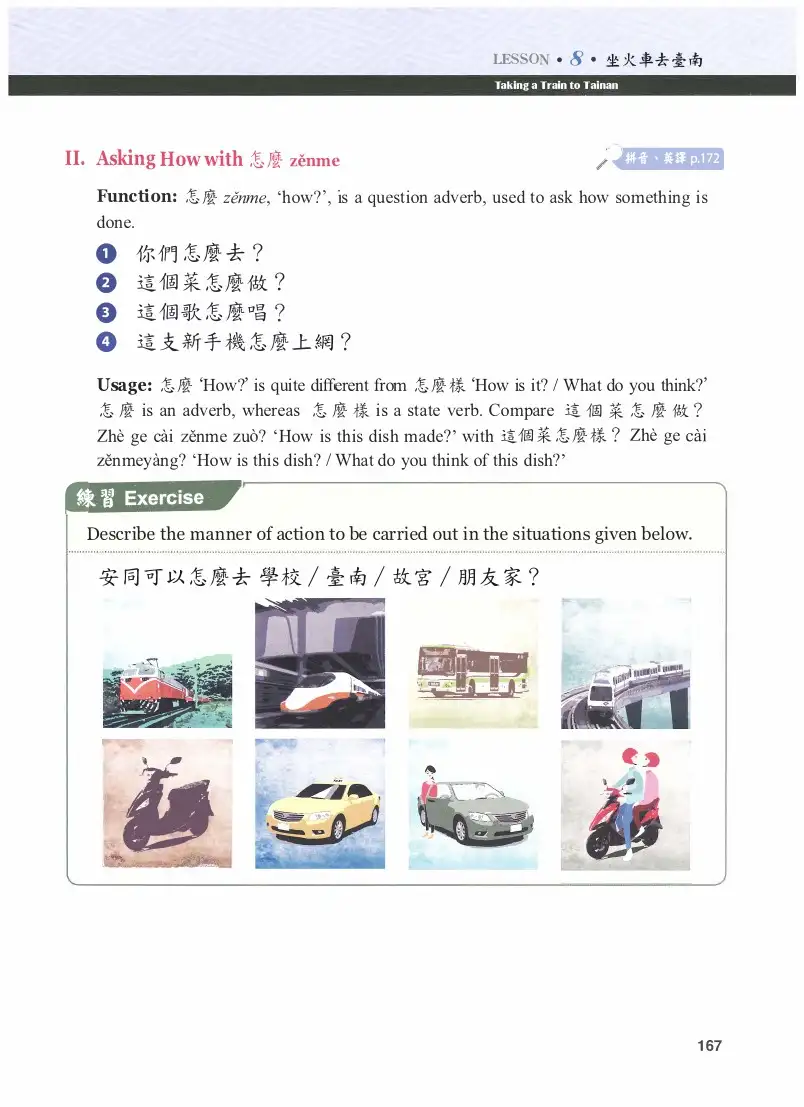 LESSON • 8 • 坐火車去臺南
Taking a Train to Tainan
II. Asking How with 怎麼 zěnme
拼音、英譯 p.172
Function: 怎麼 zěnme, ‘how?’, is a question adverb, used to ask how something is
done.
1 你們怎麼去？
2 這個菜怎麼做？
3 這個歌怎麼唱？
4 這支新手機怎麼上網？
Usage: 怎麼 ‘How?’ is quite different from 怎麼樣 ‘How is it? / What do you think?’
怎麼 is an adverb, whereas 怎麼樣 is a state verb. Compare 這個菜怎麼做？
Zhè ge cài zěnme zuò? ‘How is this dish made?’ with 這個菜怎麼樣？ Zhè ge cài
zěnmeyàng? ‘How is this dish? / What do you think of this dish?’
練習 Exercise
Describe the manner of action to be carried out in the situations given below.
安同可以怎麼去 學校 / 臺南 / 故宮 / 朋友家？
167